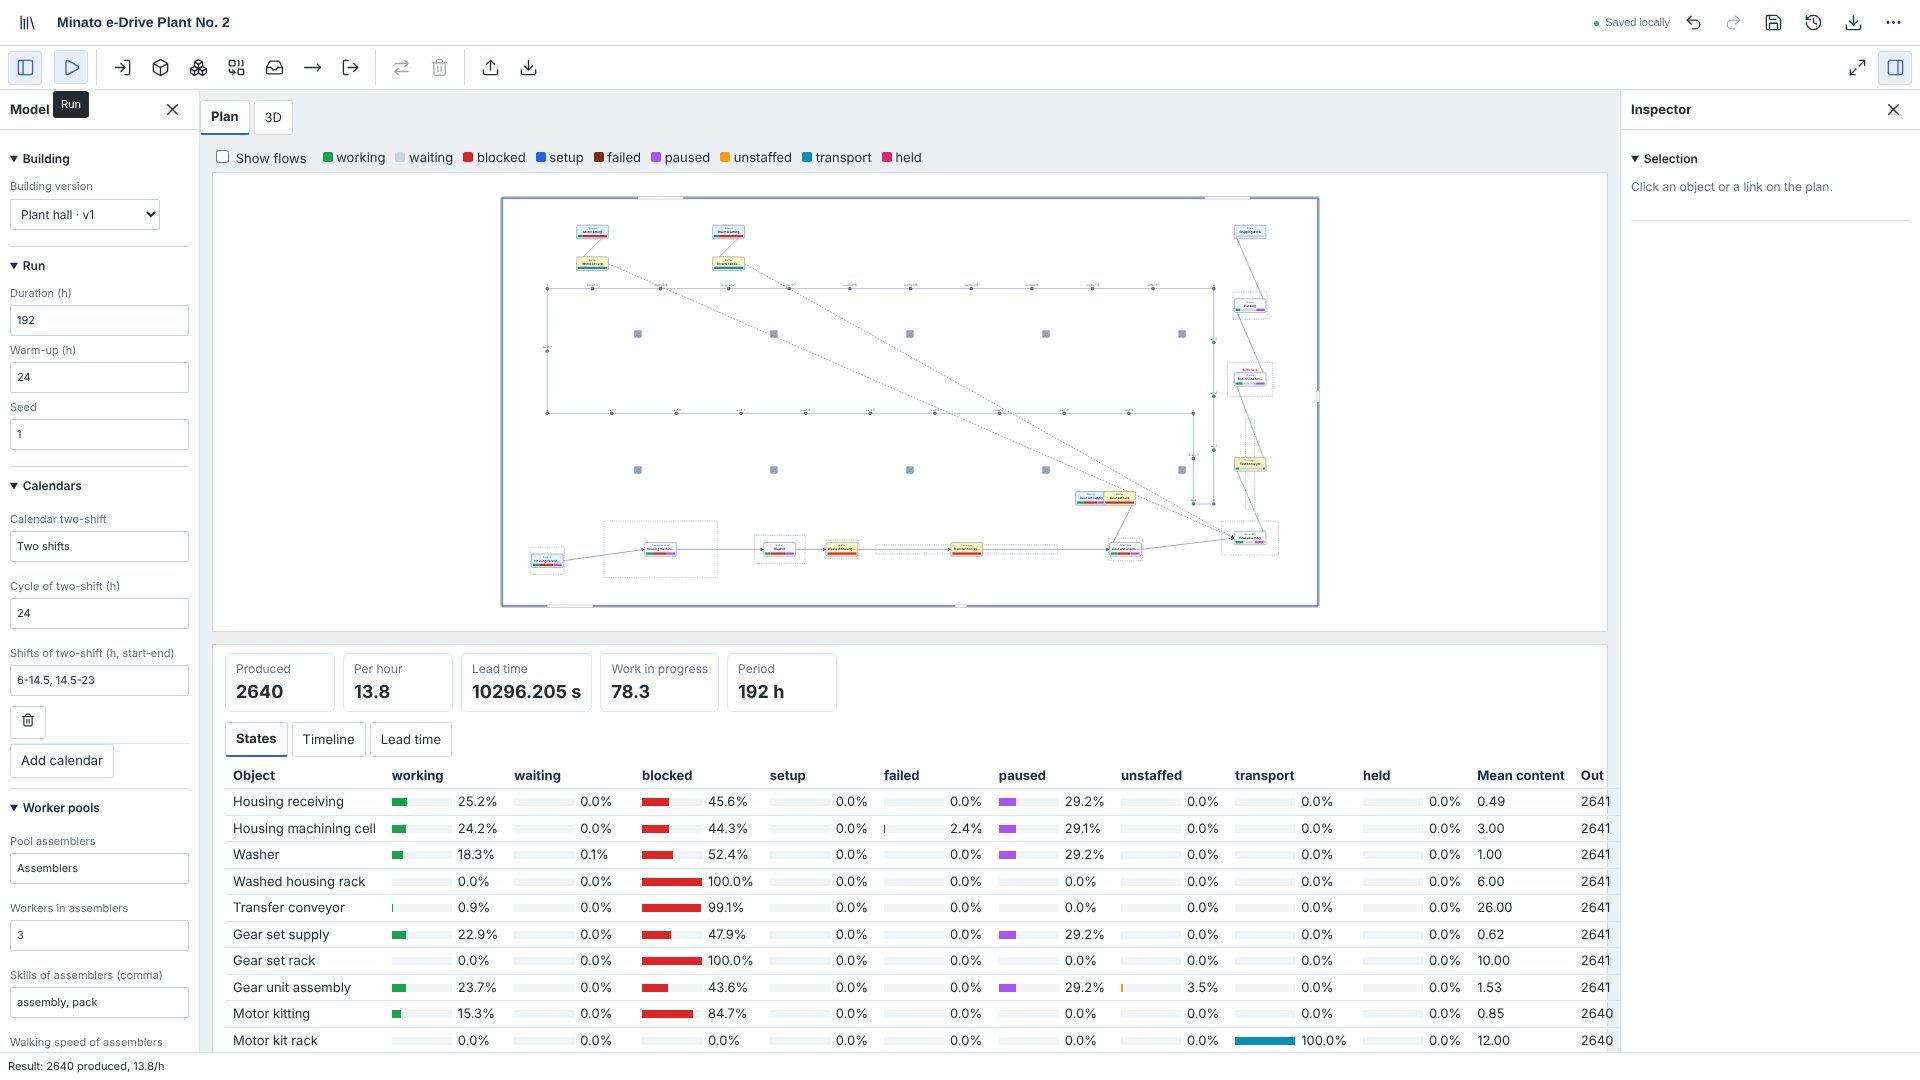 Minato e-Drive Plant No. 2
Saved locally
Run
Model
Inspector
Building
Building version
Plant hall · v1
Run
Duration (h)
192
Warm-up (h)
24
Seed
1
Calendars
Calendar two-shift
Two shifts
Cycle of two-shift (h)
24
Shifts of two-shift (h, start-end)
6-14.5, 14.5-23
Add calendar
Worker pools
Pool assemblers
Assemblers
Workers in assemblers
3
Skills of assemblers (comma)
assembly, pack
Walking speed of assemblers
Plan 3D
Show flows working waiting blocked setup failed paused unstaffed transport held
Produced Per hour Lead time Work in progress Period
2640 13.8 10296.205 s 78.3 192 h
States Timeline Lead time
Object working waiting blocked setup failed paused unstaffed transport held Mean content Out
Housing receiving 25.2% 0.0% 45.6% 0.0% 0.0% 29.2% 0.0% 0.0% 0.0% 0.49 2641
Housing machining cell 24.2% 0.0% 44.3% 0.0% 2.4% 29.1% 0.0% 0.0% 0.0% 3.00 2641
Washer 18.3% 0.1% 52.4% 0.0% 0.0% 29.2% 0.0% 0.0% 0.0% 1.00 2641
Washed housing rack 0.0% 0.0% 100.0% 0.0% 0.0% 0.0% 0.0% 0.0% 0.0% 6.00 2641
Transfer conveyor 0.9% 0.0% 99.1% 0.0% 0.0% 0.0% 0.0% 0.0% 0.0% 26.00 2641
Gear set supply 22.9% 0.0% 47.9% 0.0% 0.0% 29.2% 0.0% 0.0% 0.0% 0.62 2641
Gear set rack 0.0% 0.0% 100.0% 0.0% 0.0% 0.0% 0.0% 0.0% 0.0% 10.00 2641
Gear unit assembly 23.7% 0.0% 43.6% 0.0% 0.0% 29.2% 3.5% 0.0% 0.0% 1.53 2641
Motor kitting 15.3% 0.0% 84.7% 0.0% 0.0% 0.0% 0.0% 0.0% 0.0% 0.85 2640
Motor kit rack 0.0% 0.0% 0.0% 0.0% 0.0% 0.0% 0.0% 100.0% 0.0% 12.00 2640
Selection
Click an object or a link on the plan.
Result: 2640 produced, 13.8/h